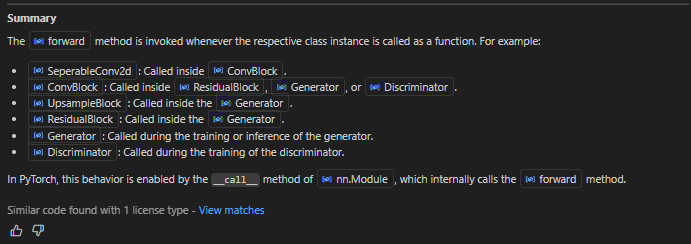 Summary
The forward method is invoked whenever the respective class instance is called as a function. For example:
• SeperableConv2d : Called inside ConvBlock .
• ConvBlock : Called inside ResidualBlock , Generator , or Discriminator .
• UpsampleBlock : Called inside the Generator .
• ResidualBlock : Called inside the Generator .
• Generator : Called during the training or inference of the generator.
• Discriminator : Called during the training of the discriminator.
In PyTorch, this behavior is enabled by the __call__ method of nn.Module , which internally calls the forward method.
Similar code found with 1 license type - View matches